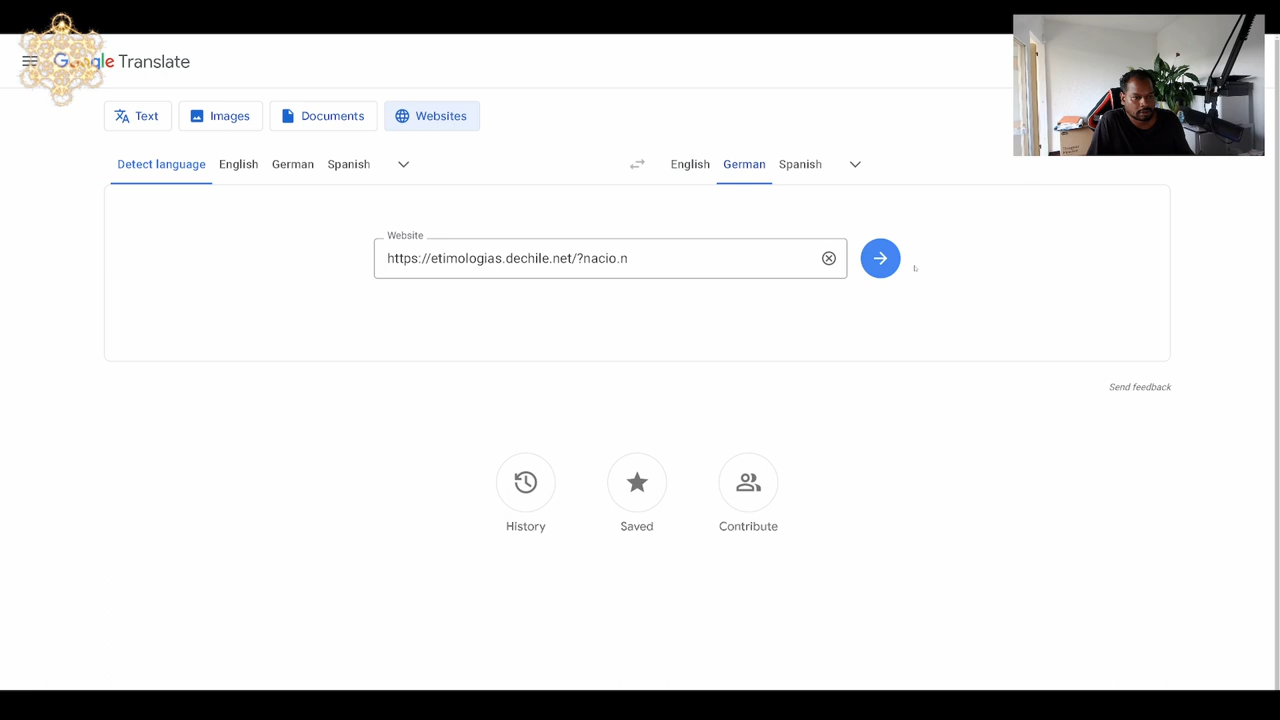 Google Translate
Text Images Documents Websites
Detect language English German Spanish English German Spanish
Website
https://etimologias.dechile.net/?nacio.n
Send feedback
History Saved Contribute